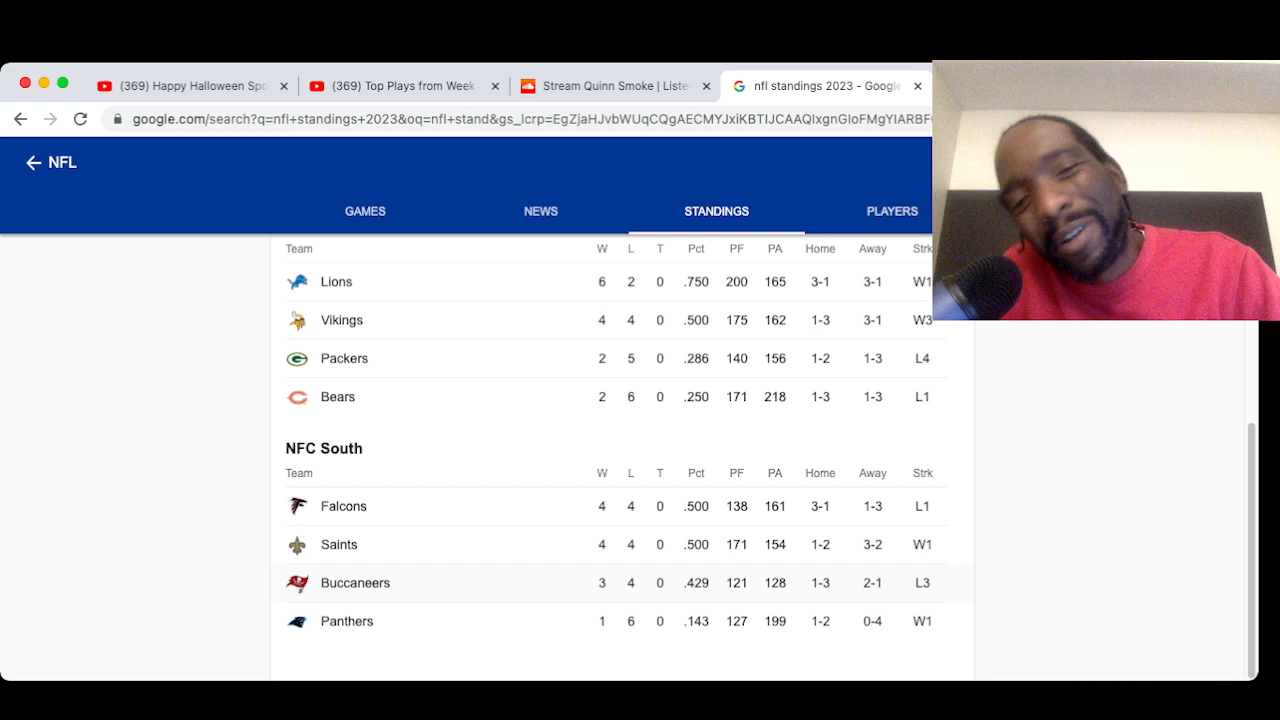 (369) Happy Halloween Spo
(369) Top Plays from Week
Stream Quinn Smoke | Liste
nfl standings 2023 - Google
google.com/search?q=nfl+standings+2023&oq=nfl+stand&gs_lcrp=
NFL
GAMES NEWS STANDINGS PLAYERS
Team W L T Pct PF PA Home Away Strk
Lions 6 2 0 .750 200 165 3-1 3-1 W1
Vikings 4 4 0 .500 175 162 1-3 3-1 W3
Packers 2 5 0 .286 140 156 1-2 1-3 L4
Bears 2 6 0 .250 171 218 1-3 1-3 L1
NFC South
Team W L T Pct PF PA Home Away Strk
Falcons 4 4 0 .500 138 161 3-1 1-3 L1
Saints 4 4 0 .500 171 154 1-2 3-2 W1
Buccaneers 3 4 0 .429 121 128 1-3 2-1 L3
Panthers 1 6 0 .143 127 199 1-2 0-4 W1